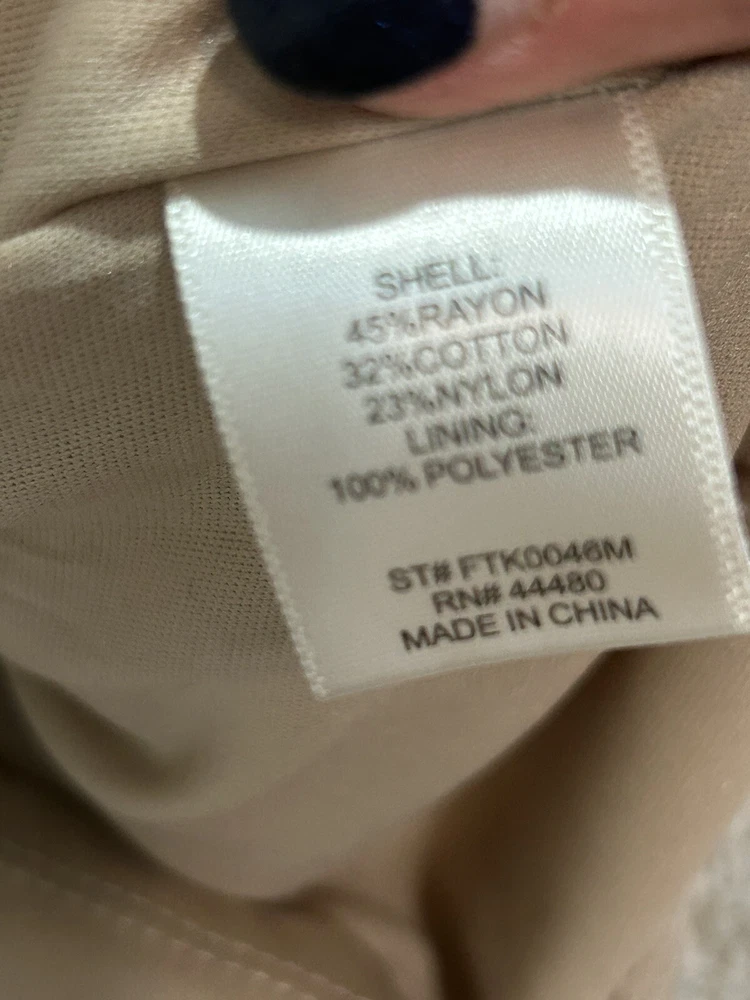 SHELL:
45%RAYON
32%COTTON
23%NYLON
LINING:
100% POLYESTER
ST# FTK0046M
RN# 44480
MADE IN CHINA